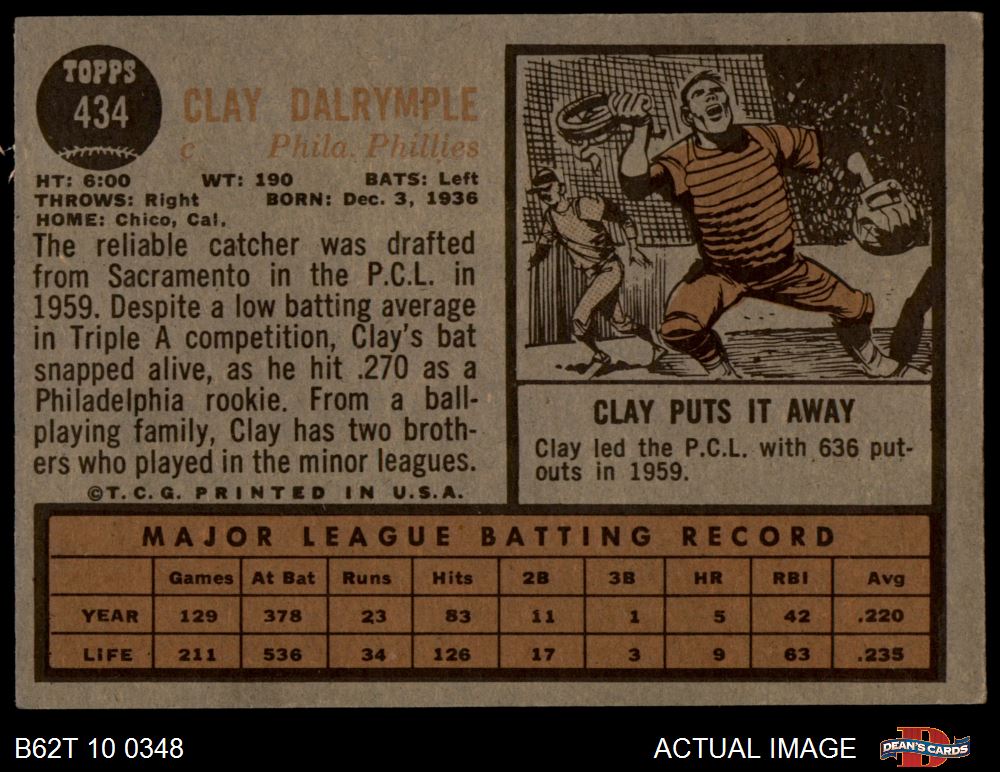 TOPPS
434
CLAY DALRYMPLE
c Phila. Phillies
HT: 6:00 WT: 190 BATS: Left
THROWS: Right BORN: Dec. 3, 1936
HOME: Chico, Cal.
The reliable catcher was drafted
from Sacramento in the P.C.L. in
1959. Despite a low batting average
in Triple A competition, Clay's bat
snapped alive, as he hit .270 as a
Philadelphia rookie. From a ball-
playing family, Clay has two broth-
ers who played in the minor leagues.
©T.C.G. PRINTED IN U.S.A.
CLAY PUTS IT AWAY
Clay led the P.C.L. with 636 put-
outs in 1959.
MAJOR LEAGUE BATTING RECORD
Games At Bat Runs Hits 2B 3B HR RBI Avg
YEAR 129 378 23 83 11 1 5 42 .220
LIFE 211 536 34 126 17 3 9 63 .235
B62T 10 0348
ACTUAL IMAGE
D
DEAN'S CARDS